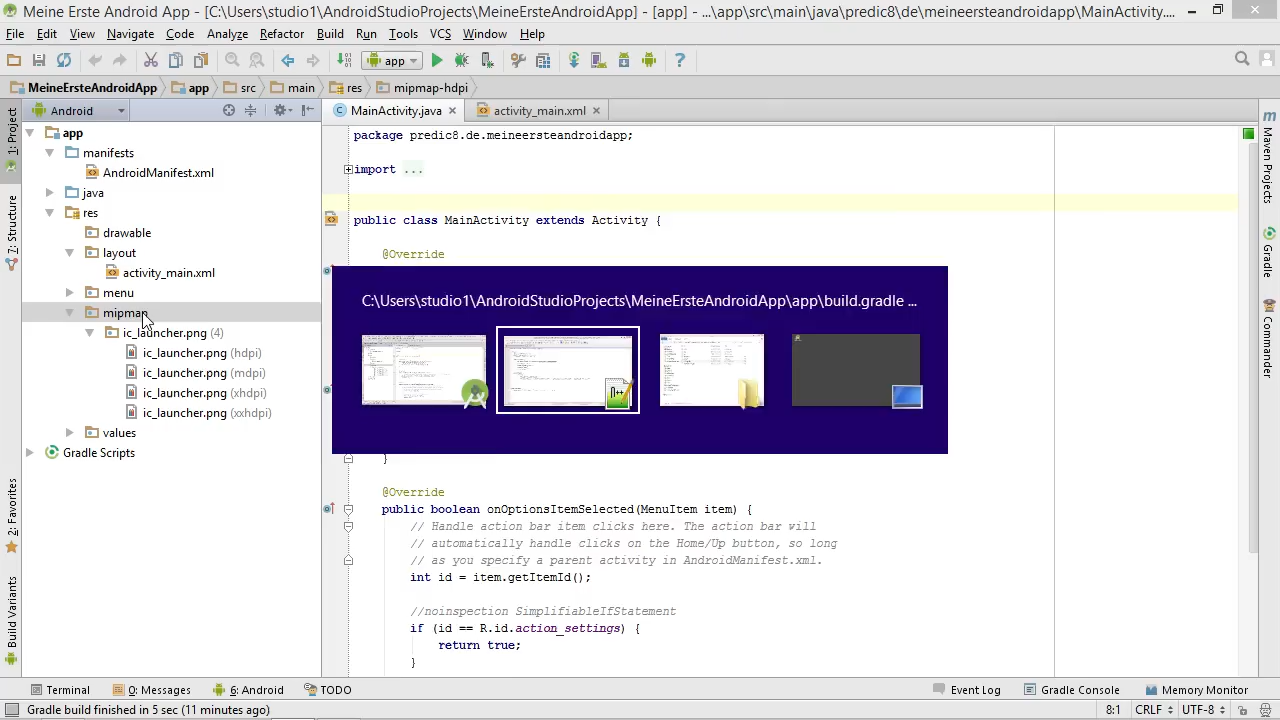 Meine Erste Android App - [C:\Users\studio1\AndroidStudioProjects\MeineErsteAndroidApp] - [app] - ...\app\src\main\java\predic8\de\meineersteandroidapp\MainActivity....
File Edit View Navigate Code Analyze Refactor Build Run Tools VCS Window Help
app
MeineErsteAndroidApp app src main res mipmap-hdpi
Android
MainActivity.java activity_main.xml
1: Project
7: Structure
2: Favorites
Build Variants
app
manifests
AndroidManifest.xml
java
res
drawable
layout
activity_main.xml
menu
mipmap
ic_launcher.png (4)
ic_launcher.png (hdpi)
ic_launcher.png (mdpi)
ic_launcher.png (xhdpi)
ic_launcher.png (xxhdpi)
values
Gradle Scripts
package predic8.de.meineersteandroidapp;
import ...
public class MainActivity extends Activity {
@Override
C:\Users\studio1\AndroidStudioProjects\MeineErsteAndroidApp\app\build.gradle ...
}
@Override
public boolean onOptionsItemSelected(MenuItem item) {
// Handle action bar item clicks here. The action bar will
// automatically handle clicks on the Home/Up button, so long
// as you specify a parent activity in AndroidManifest.xml.
int id = item.getItemId();
//noinspection SimplifiableIfStatement
if (id == R.id.action_settings) {
return true;
}
Maven Projects
Gradle
Commander
Terminal 0: Messages 6: Android TODO Event Log Gradle Console Memory Monitor
Gradle build finished in 5 sec (11 minutes ago) 8:1 CRLF UTF-8